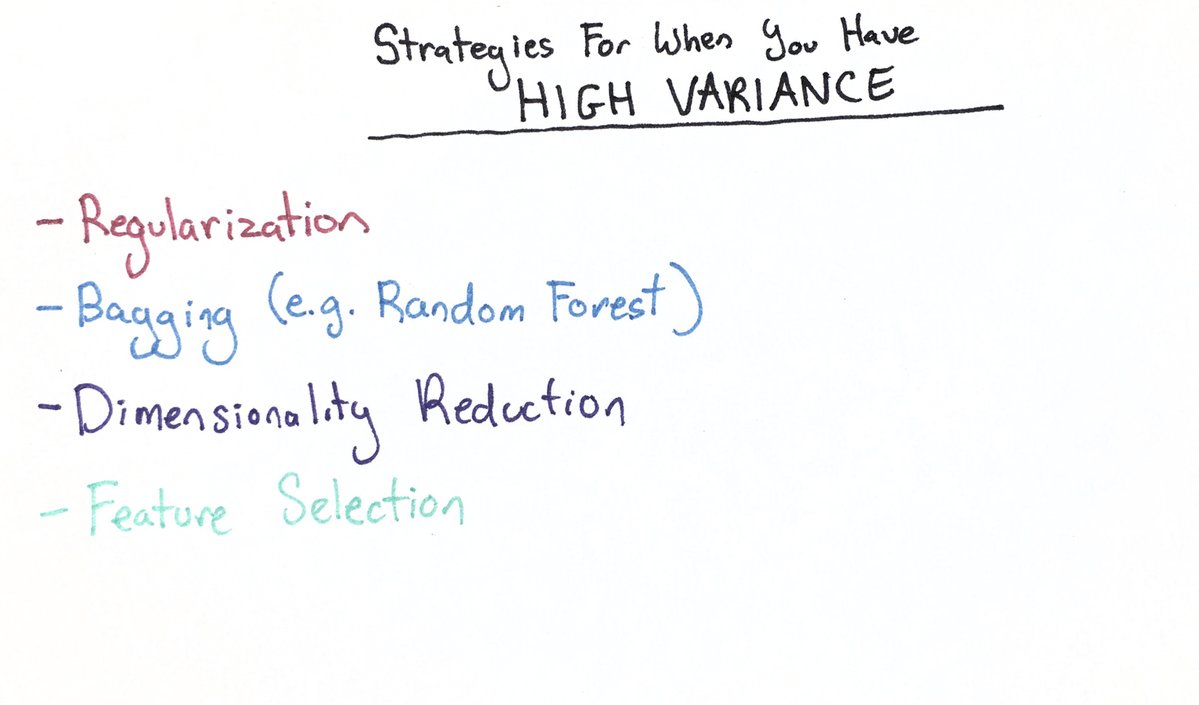 Strategies For When You Have
HIGH VARIANCE
- Regularization
- Bagging (e.g. Random Forest)
- Dimensionality Reduction
- Feature Selection